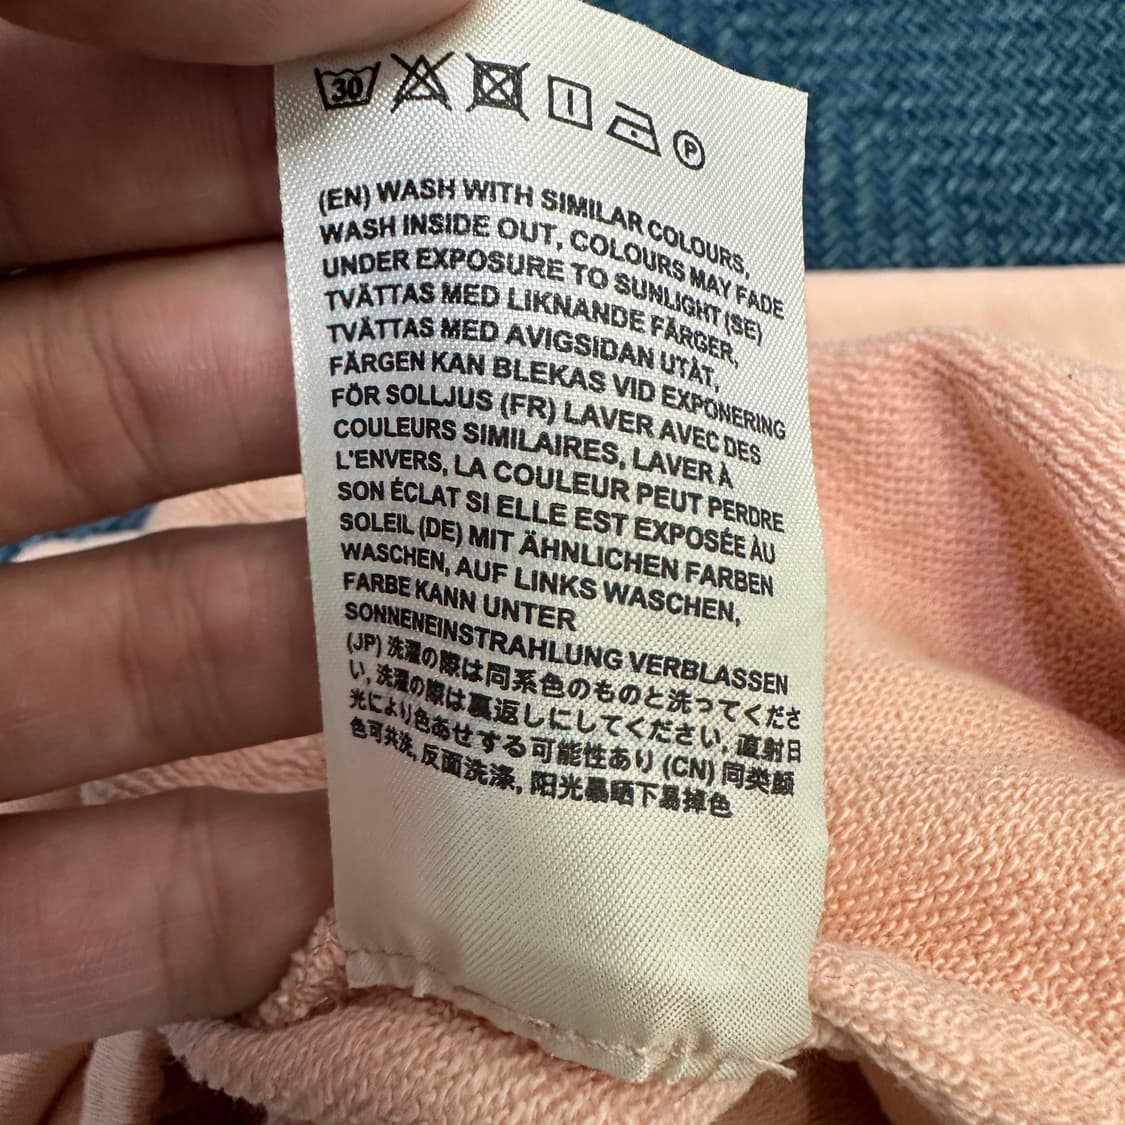 30
P
(EN) WASH WITH SIMILAR COLOURS,
WASH INSIDE OUT, COLOURS MAY FADE
UNDER EXPOSURE TO SUNLIGHT (SE)
TVÄTTAS MED LIKNANDE FÄRGER,
TVÄTTAS MED AVIGSIDAN UTÅT,
FÄRGEN KAN BLEKAS VID EXPONERING
FÖR SOLLJUS (FR) LAVER AVEC DES
COULEURS SIMILAIRES, LAVER À
L'ENVERS, LA COULEUR PEUT PERDRE
SON ÉCLAT SI ELLE EST EXPOSÉE ÀU
SOLEIL (DE) MIT ÄHNLICHEN FARBEN
WASCHEN, AUF LINKS WASCHEN,
FARBE KANN UNTER
SONNENEINSTRAHLUNG VERBLASSEN
(JP) 洗濯の際は同系色のものと洗ってくださ
い, 洗濯の際は裏返しにしてください, 直射日
光により色あせする可能性あり (CN) 同类颜
色可共洗, 反面洗涤, 阳光暴晒下易掉色